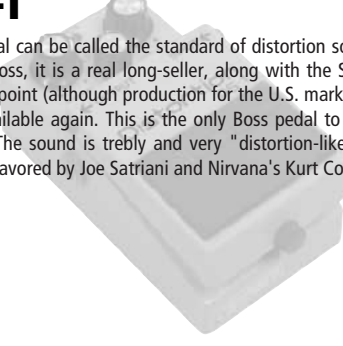 al can be called the standard of distortion so
oss, it is a real long-seller, along with the S
point (although production for the U.S. mark
ilable again. This is the only Boss pedal to
The sound is trebly and very "distortion-like
avored by Joe Satriani and Nirvana's Kurt Co